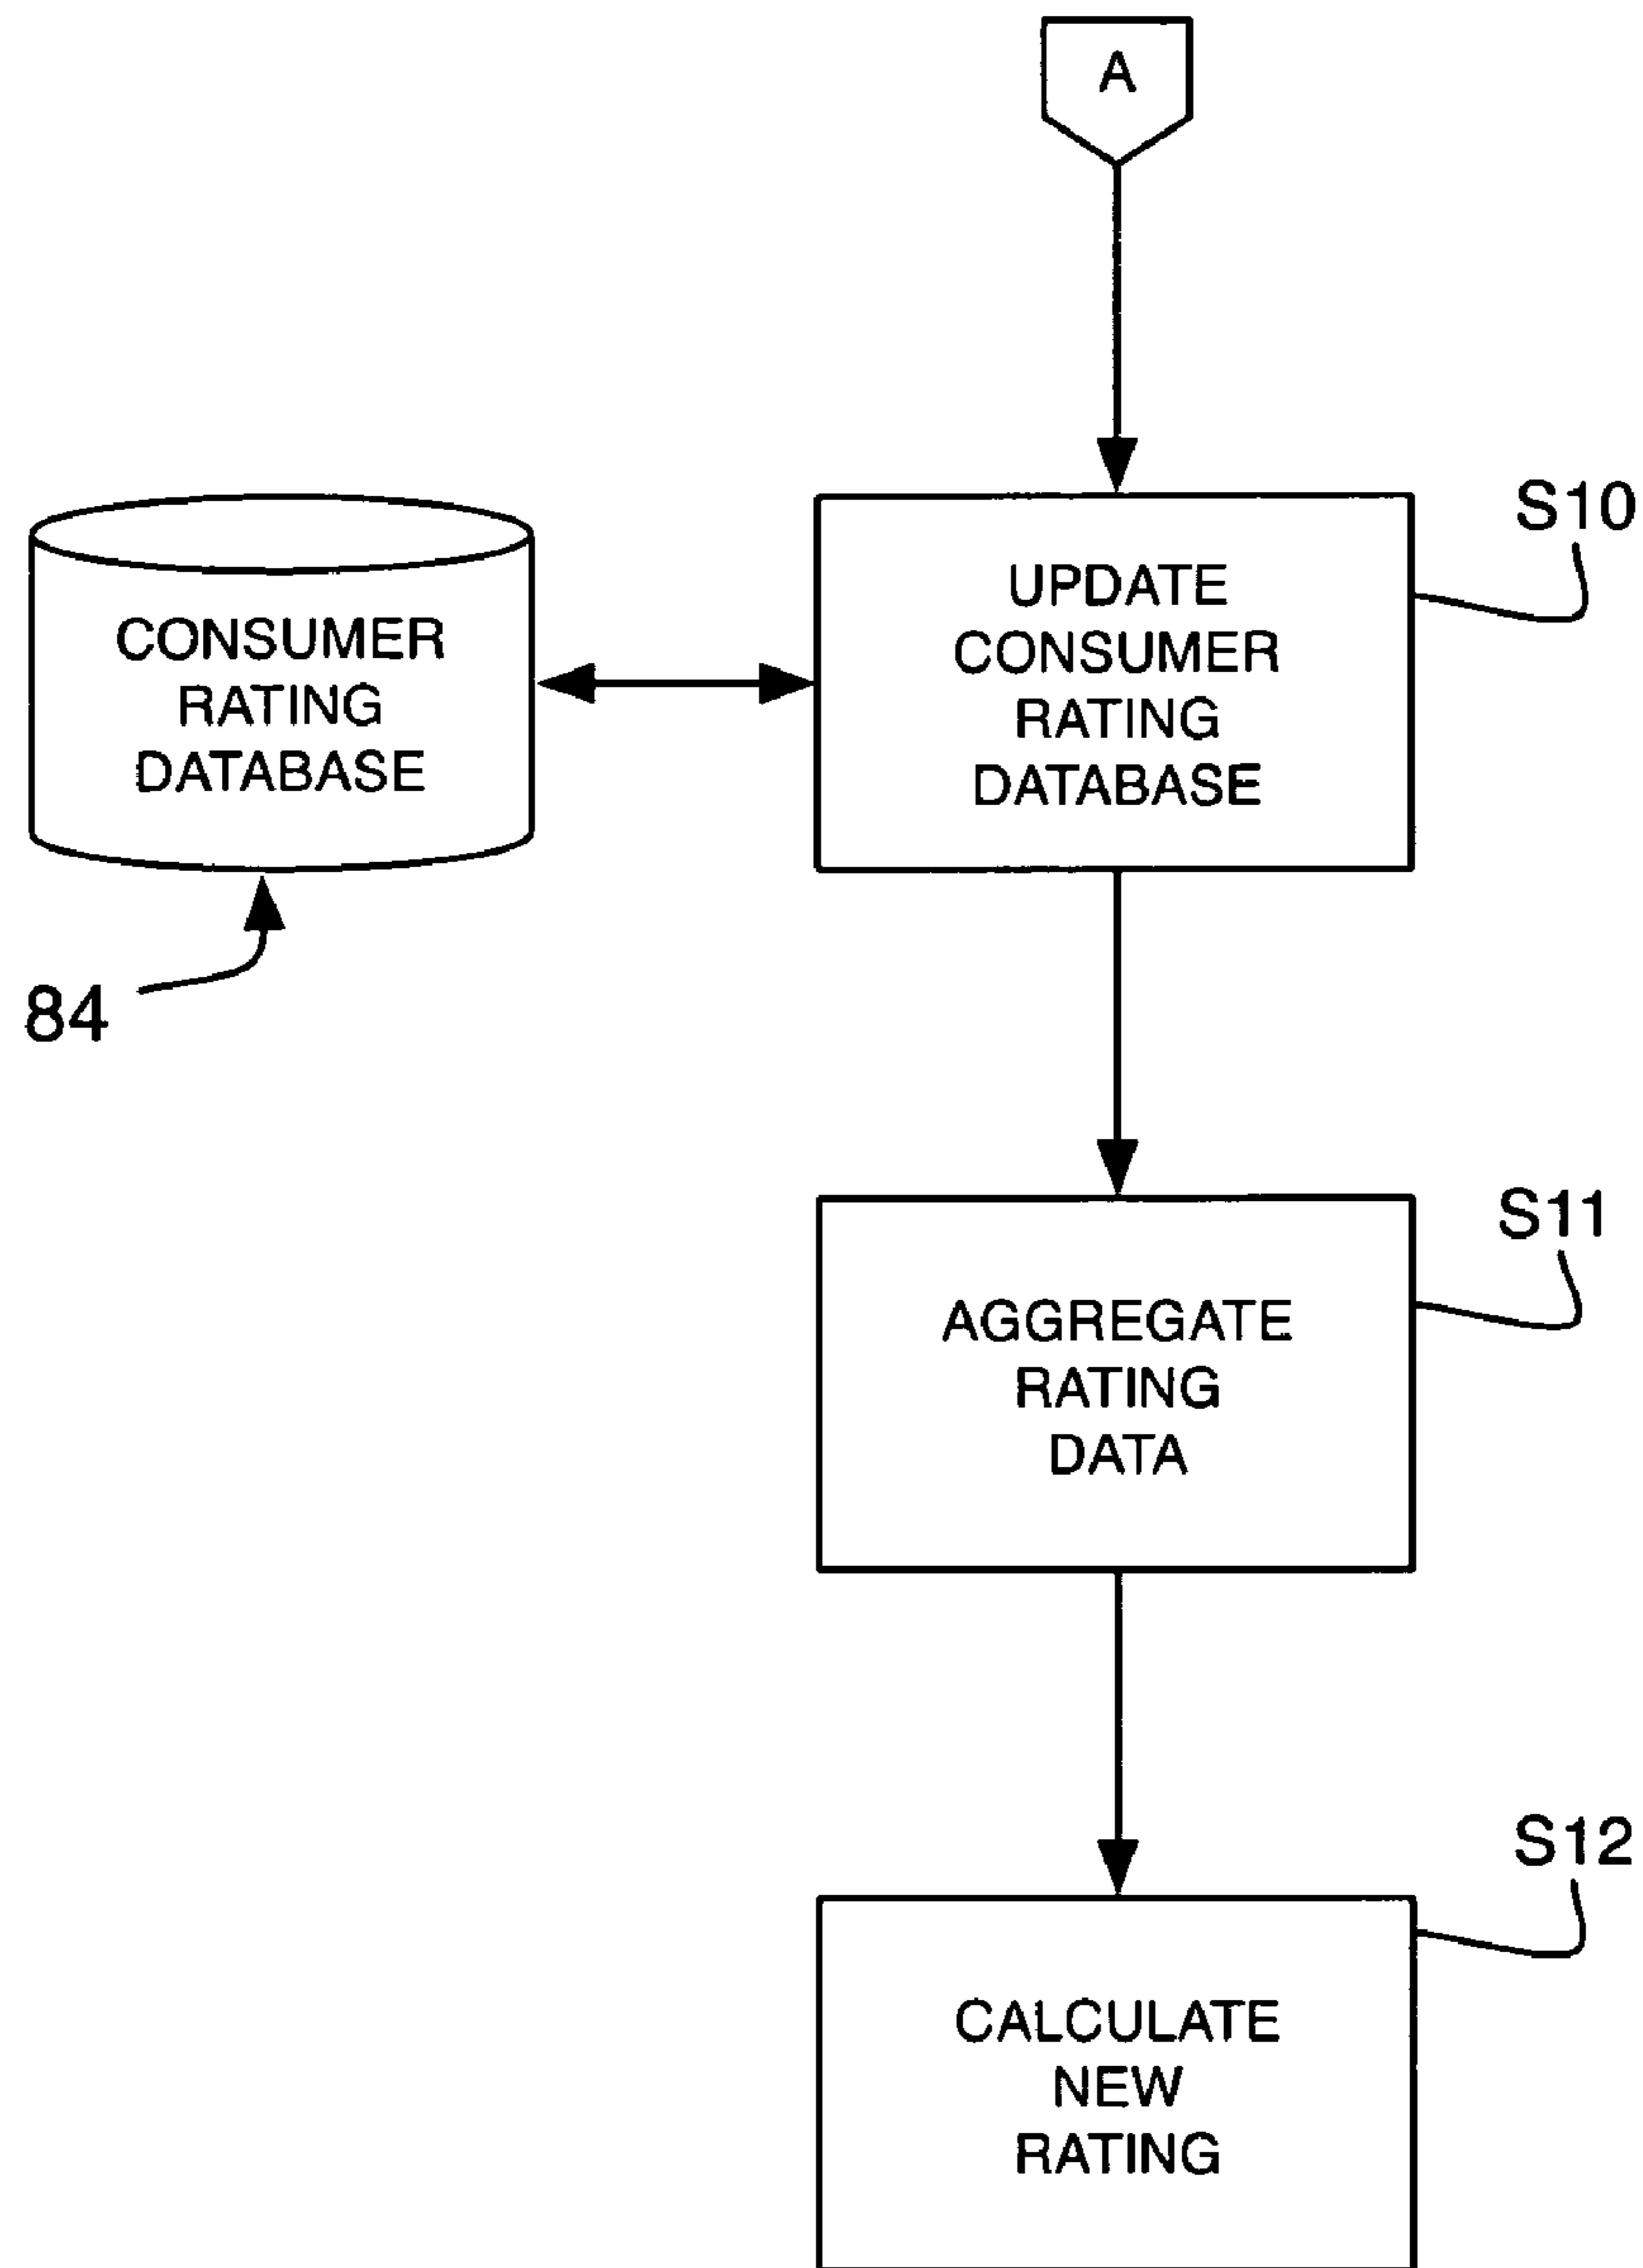 A
S10
UPDATE
CONSUMER
RATING
DATABASE
CONSUMER
RATING
DATABASE
84
S11
AGGREGATE
RATING
DATA
S12
CALCULATE
NEW
RATING